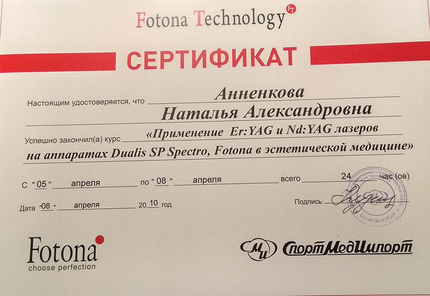 Fotona Technology
СЕРТИФИКАТ
Настоящим удостоверяется, что Анненкова
Наталья Александровна
Успешно закончил(а) курс «Применение Er:YAG и Nd:YAG лазеров
на аппаратах Dualis SP Spectro, Fotona в эстетической медицине»
С "05" апреля по "08" апреля всего 24 час (ов)
Дата "08" апреля 2010 год Подпись
Fotona
choose perfection
МИ СпортМедИмпорт